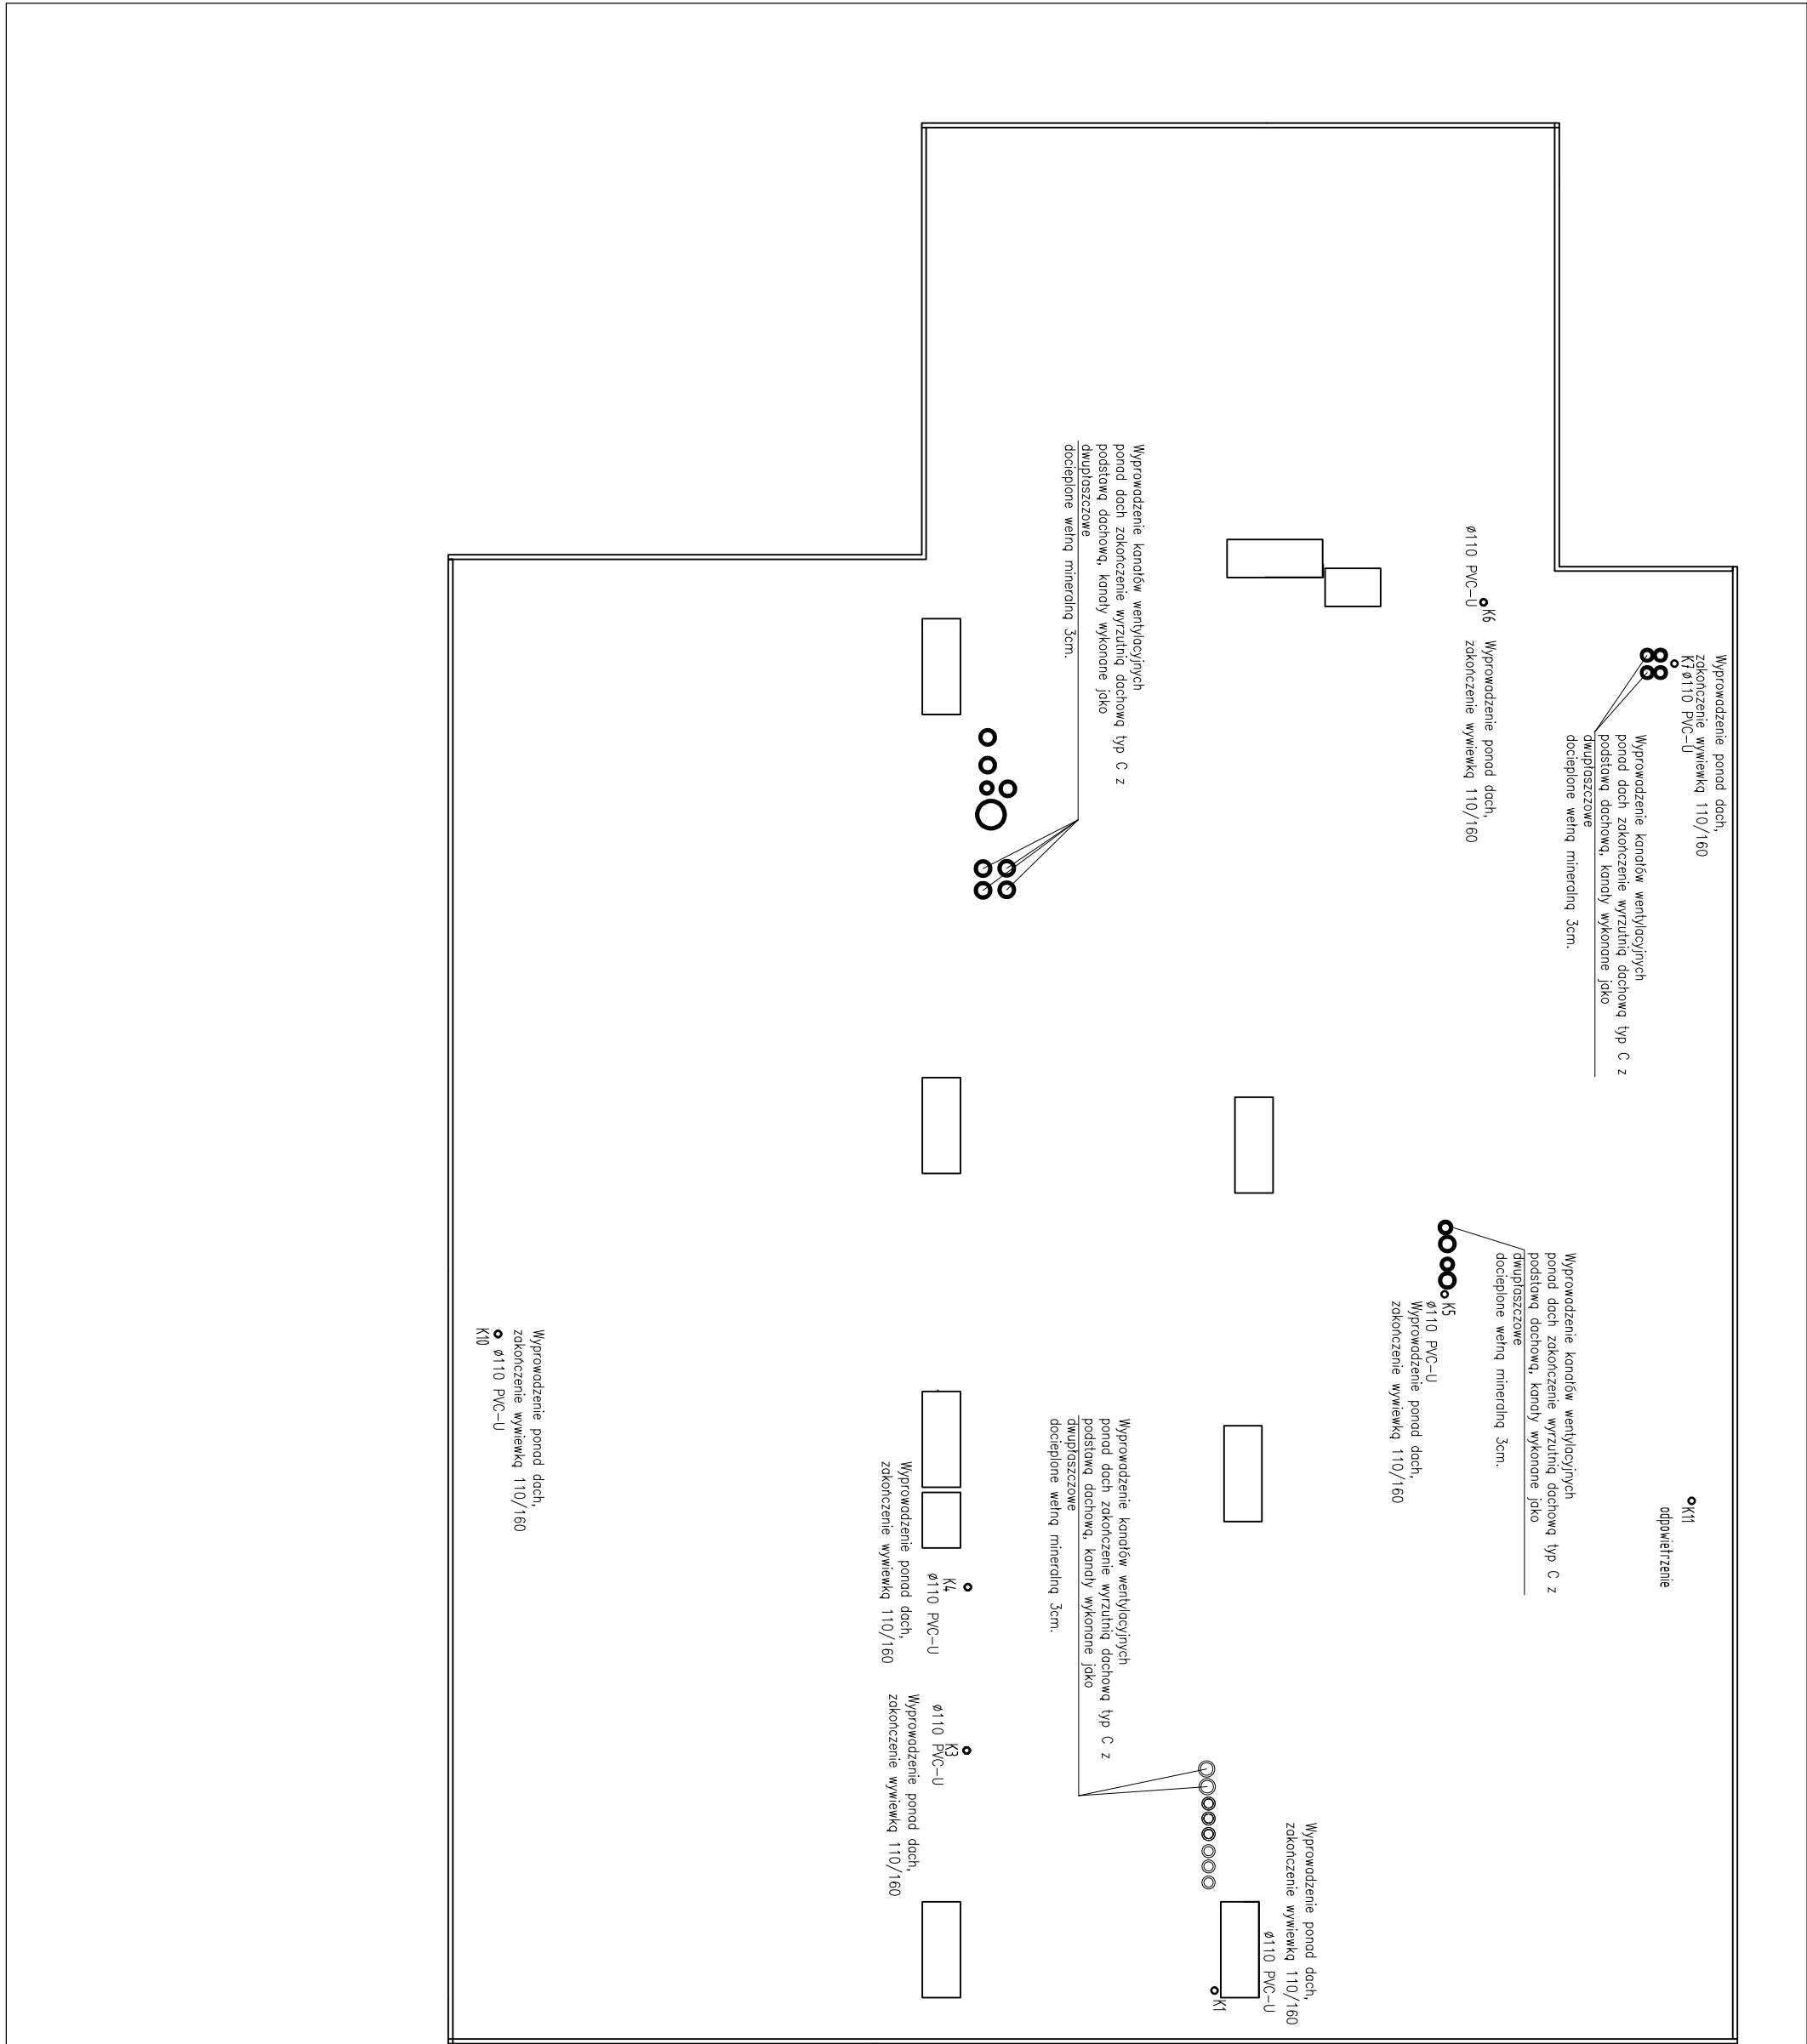 Wyprowadzenie ponad dach,
zakończenie wywiewką 110/160
K7 ø110 PVC-U
Wyprowadzenie kanałów wentylacyjnych
ponad dach zakończenie wyrzutnią dachową typ C z
podstawą dachową, kanały wykonane jako
dwupłaszczowe
docieplone wełną mineralną 3cm.
K11
odpowietrzenie
Wyprowadzenie kanałów wentylacyjnych
ponad dach zakończenie wyrzutnią dachową typ C z
podstawą dachową, kanały wykonane jako
dwupłaszczowe
docieplone wełną mineralną 3cm.
K6
ø110 PVC-U
Wyprowadzenie ponad dach,
zakończenie wywiewką 110/160
K5
ø110 PVC-U
Wyprowadzenie ponad dach,
zakończenie wywiewką 110/160
Wyprowadzenie ponad dach,
zakończenie wywiewką 110/160
ø110 PVC-U
K1
Wyprowadzenie kanałów wentylacyjnych
ponad dach zakończenie wyrzutnią dachową typ C z
podstawą dachową, kanały wykonane jako
dwupłaszczowe
docieplone wełną mineralną 3cm.
Wyprowadzenie kanałów wentylacyjnych
ponad dach zakończenie wyrzutnią dachową typ C z
podstawą dachową, kanały wykonane jako
dwupłaszczowe
docieplone wełną mineralną 3cm.
K4
ø110 PVC-U
Wyprowadzenie ponad dach,
zakończenie wywiewką 110/160
K3
ø110 PVC-U
Wyprowadzenie ponad dach,
zakończenie wywiewką 110/160
Wyprowadzenie ponad dach,
zakończenie wywiewką 110/160
ø110 PVC-U
K10